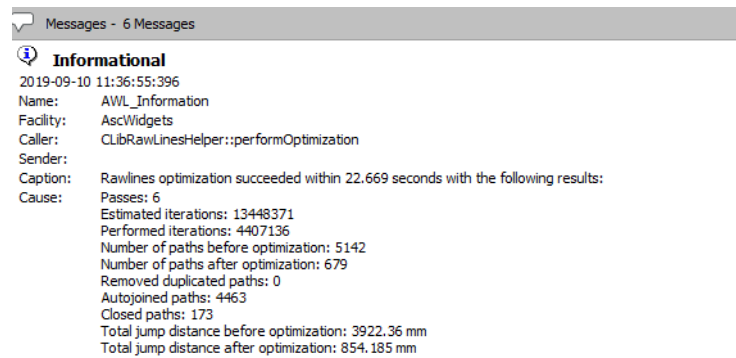 Messages - 6 Messages
Informational
2019-09-10 11:36:55:396
Name: AWL_Information
Facility: AscWidgets
Caller: CLibRawLinesHelper::performOptimization
Sender:
Caption: Rawlines optimization succeeded within 22.669 seconds with the following results:
Cause: Passes: 6
Estimated iterations: 13448371
Performed iterations: 4407136
Number of paths before optimization: 5142
Number of paths after optimization: 679
Removed duplicated paths: 0
Autojoined paths: 4463
Closed paths: 173
Total jump distance before optimization: 3922.36 mm
Total jump distance after optimization: 854.185 mm